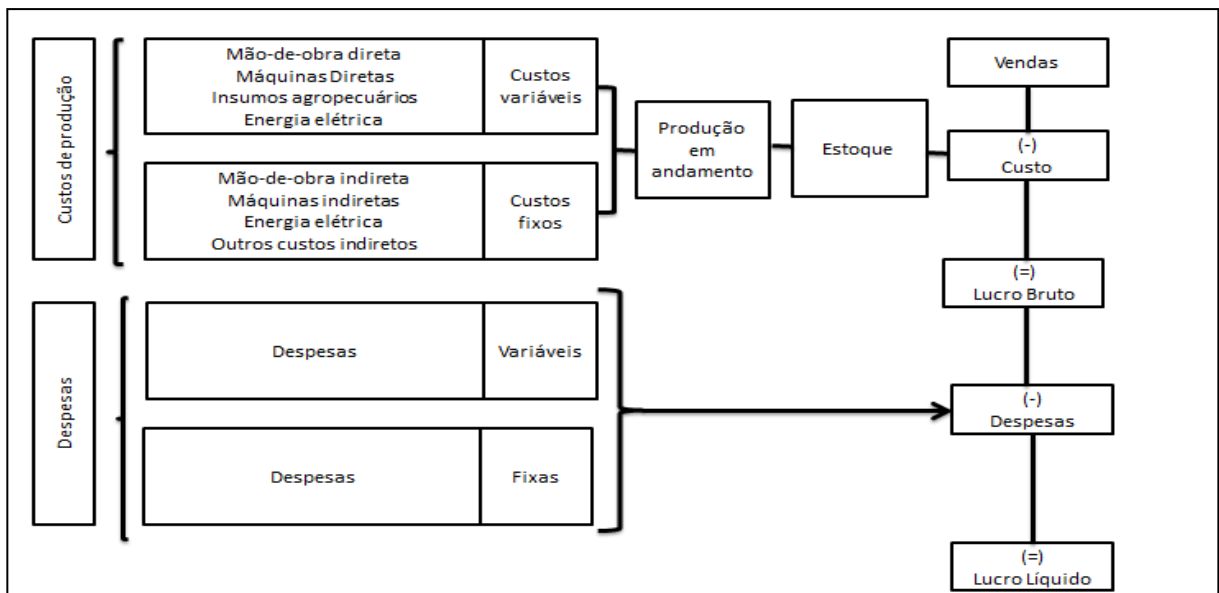 Custos de produção
Mão-de-obra direta
Máquinas Diretas
Insumos agropecuários
Energia elétrica
Custos
variáveis
Mão-de-obra indireta
Máquinas indiretas
Energia elétrica
Outros custos indiretos
Custos
fixos
Produção
em
andamento
Estoque
Vendas
(-)
Custo
(=)
Lucro Bruto
Despesas
Despesas
Variáveis
Despesas
Fixas
(-)
Despesas
(=)
Lucro Líquido